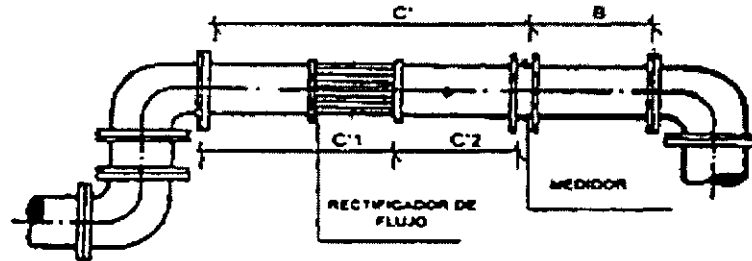 C'
B
C'1
C'2
RECTIFICADOR DE
FLUJO
MEDIDOR